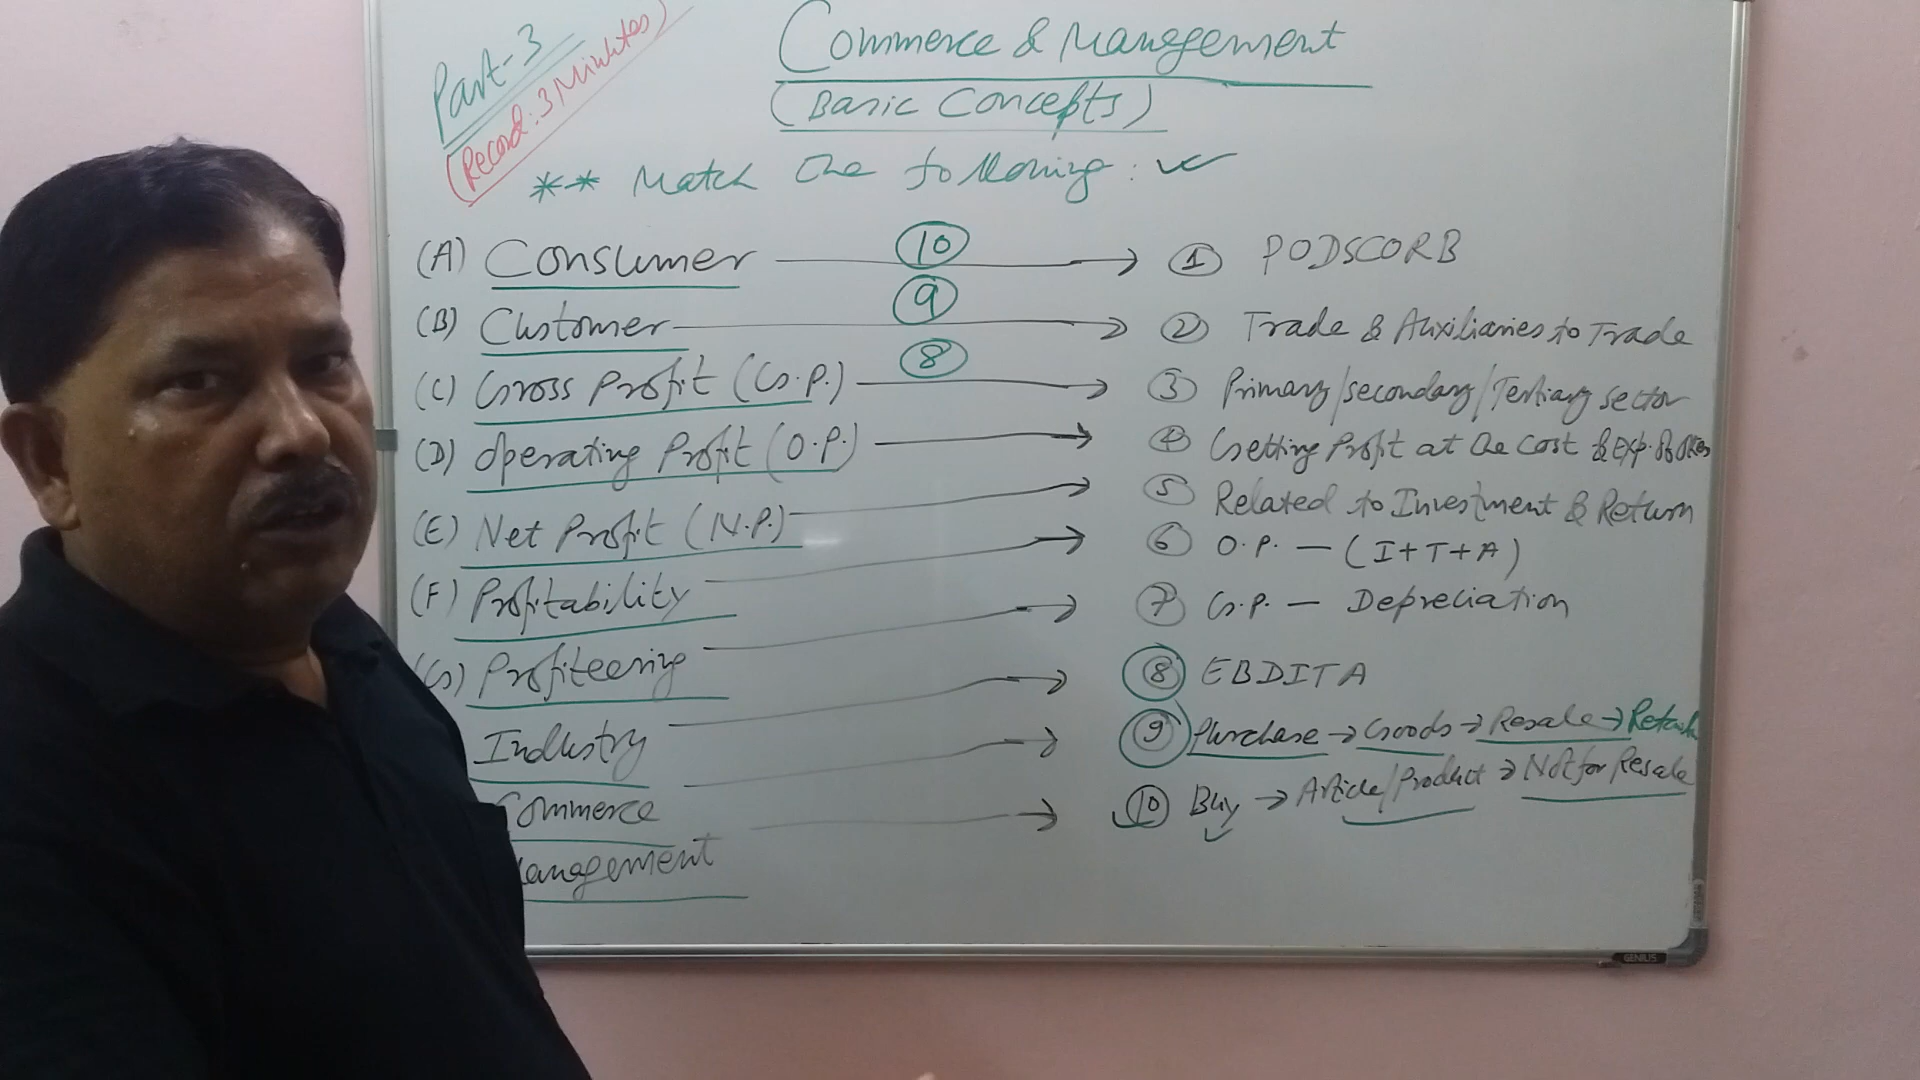 Part-3
(Record: 3 Minutes)
Commerce & Management
(Basic Concepts)
** Match the following:
(A) Consumer → 10
(B) Customer → 9
(C) Gross Profit (G.P.) → 8
(D) Operating Profit (O.P.) →
(E) Net Profit (N.P.) →
(F) Profitability →
(G) Profiteering →
Industry →
Commerce →
anagement →
1 PODSCORB
2 Trade & Auxiliaries to Trade
3 Primary/Secondary/Tertiary Sector
4 Getting Profit at the Cost & Exp. of
5 Related to Investment & Return
6 O.P. — (I+T+A)
7 G.P. — Depreciation
8 EBDITA
9 Purchase → Goods → Resale →
10 Buy → Article/Product → Not for Resale
GENIUS